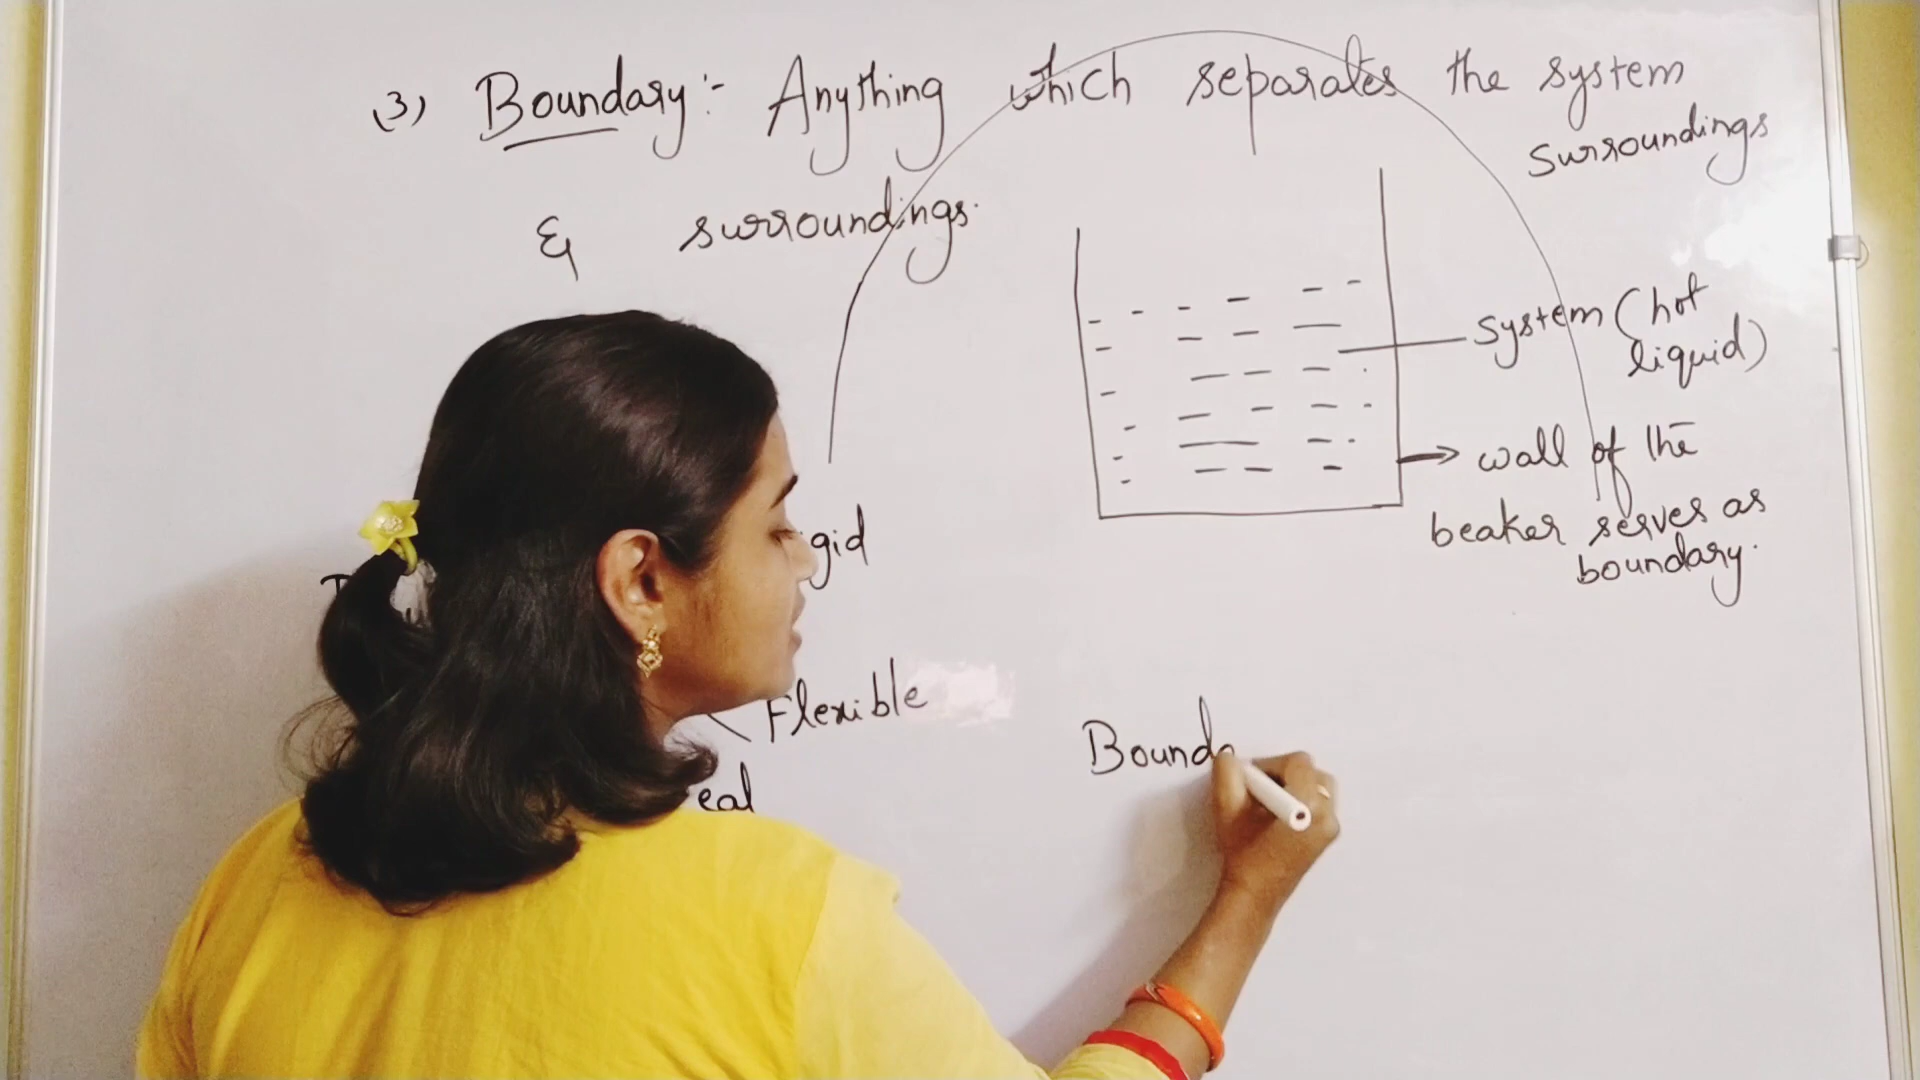 (3) Boundary:- Anything which separates the system
& surroundings.
surroundings
system (hot
liquid)
wall of the
beaker serves as
boundary.
gid
Flexible
eal
Bounda